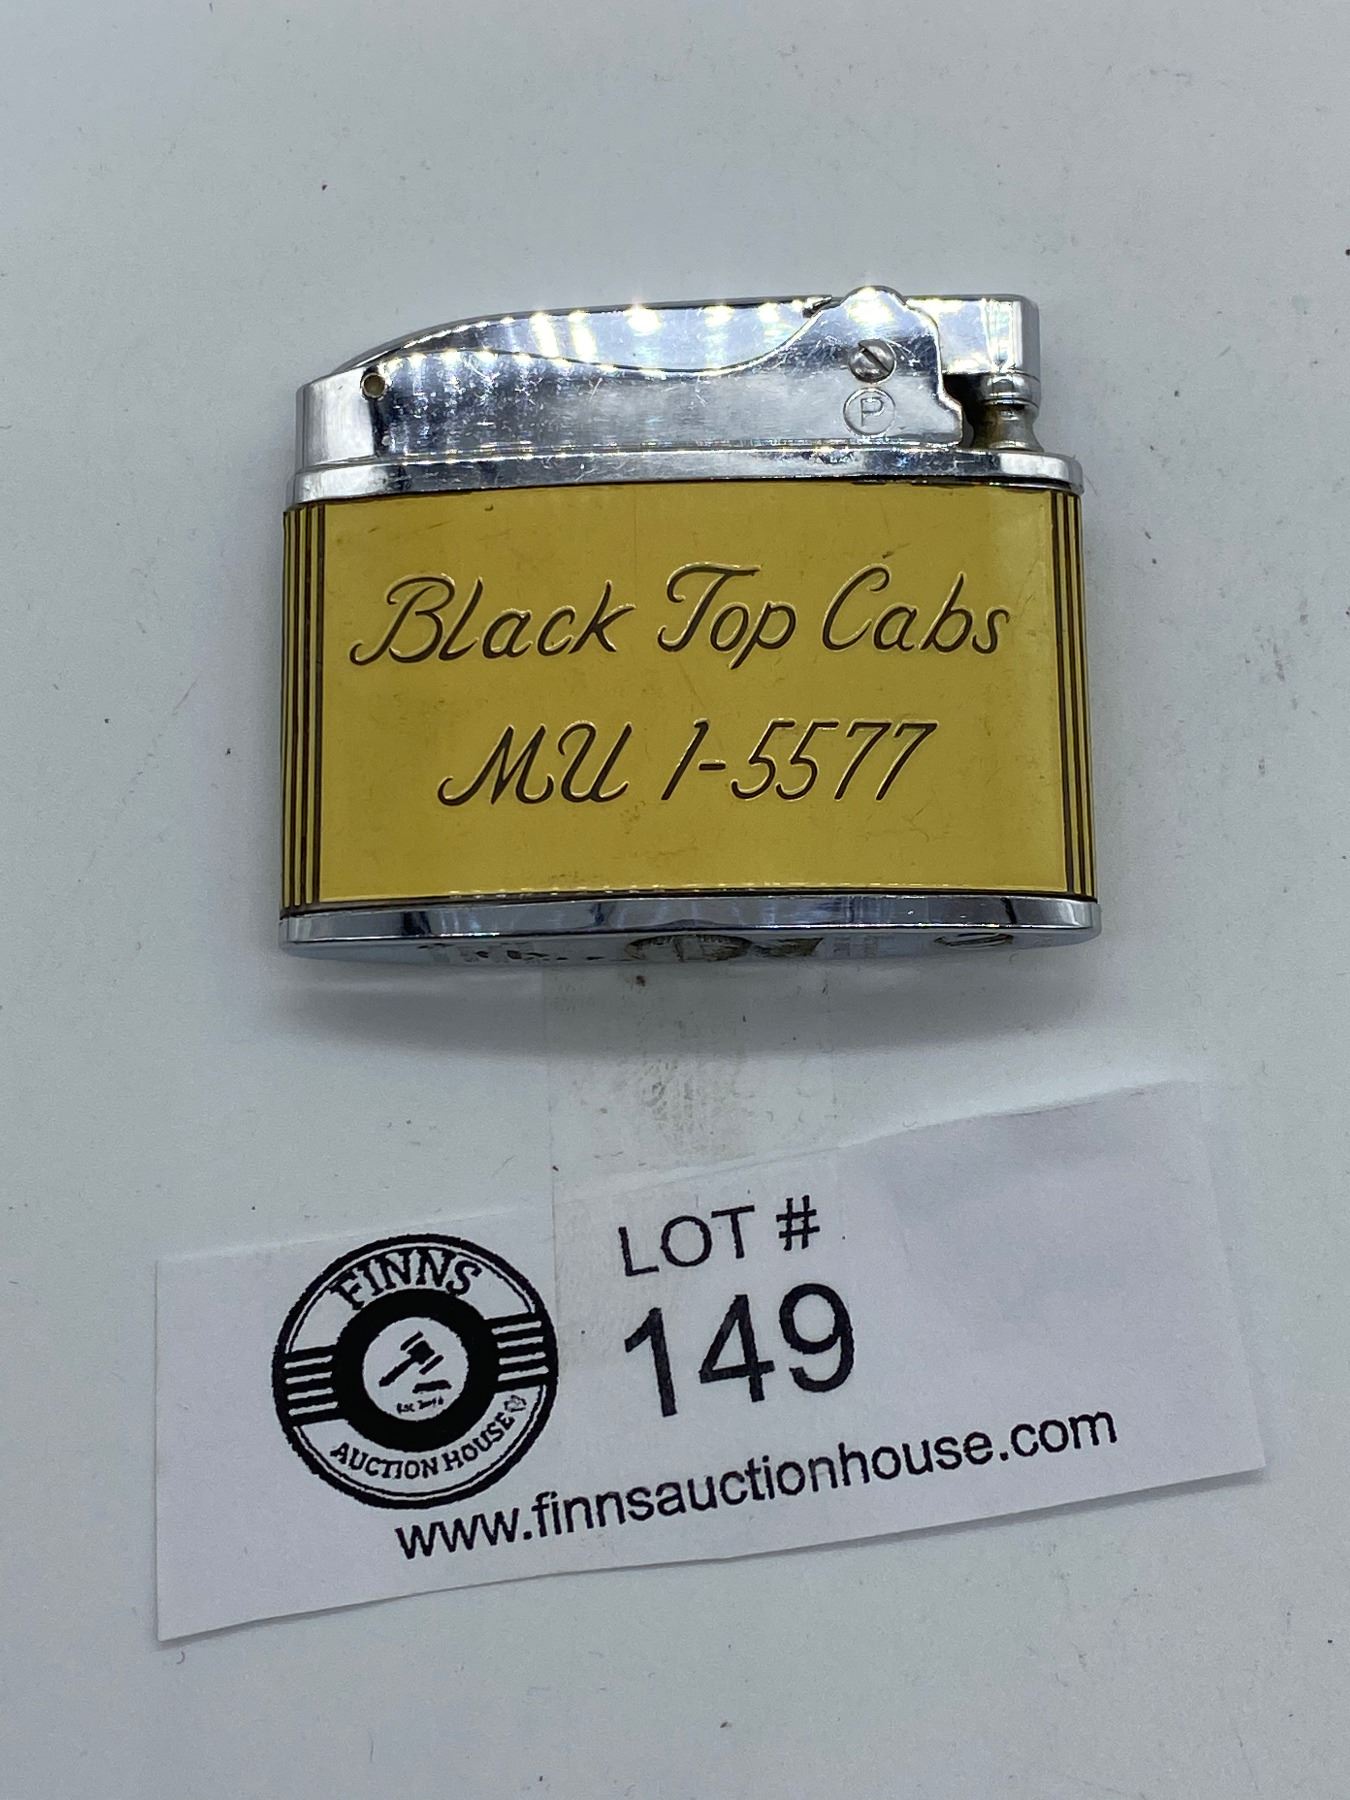 P
Black Top Cabs
MU 1-5577
LOT #
149
FINNS
AUCTION HOUSE
www.finnsauctionhouse.com